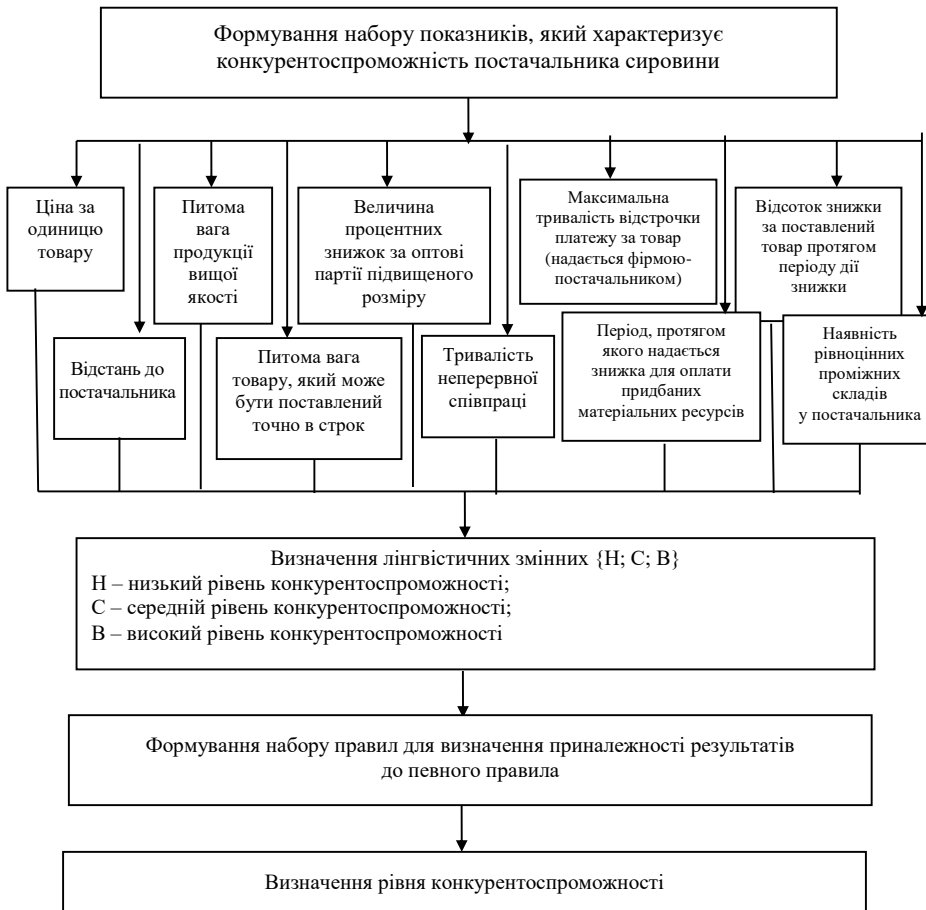 Формування набору показників, який характеризує
конкурентоспроможність постачальника сировини
Ціна за
одиницю
товару
Питома
вага
продукції
вищої
якості
Величина
процентних
знижок за оптові
партії підвищеного
розміру
Максимальна
тривалість відстрочки
платежу за товар
(надається фірмою-
постачальником)
Відсоток знижки
за поставлений
товар протягом
періоду дії
знижки
Відстань до
постачальника
Питома вага
товару, який може
бути поставлений
точно в строк
Тривалість
неперервної
співпраці
Період, протягом
якого надається
знижка для оплати
придбаних
матеріальних ресурсів
Наявність
рівноцінних
проміжних
складів
у постачальника
Визначення лінгвістичних змінних {Н; С; В}
Н – низький рівень конкурентоспроможності;
С – середній рівень конкурентоспроможності;
В – високий рівень конкурентоспроможності
Формування набору правил для визначення приналежності результатів
до певного правила
Визначення рівня конкурентоспроможності